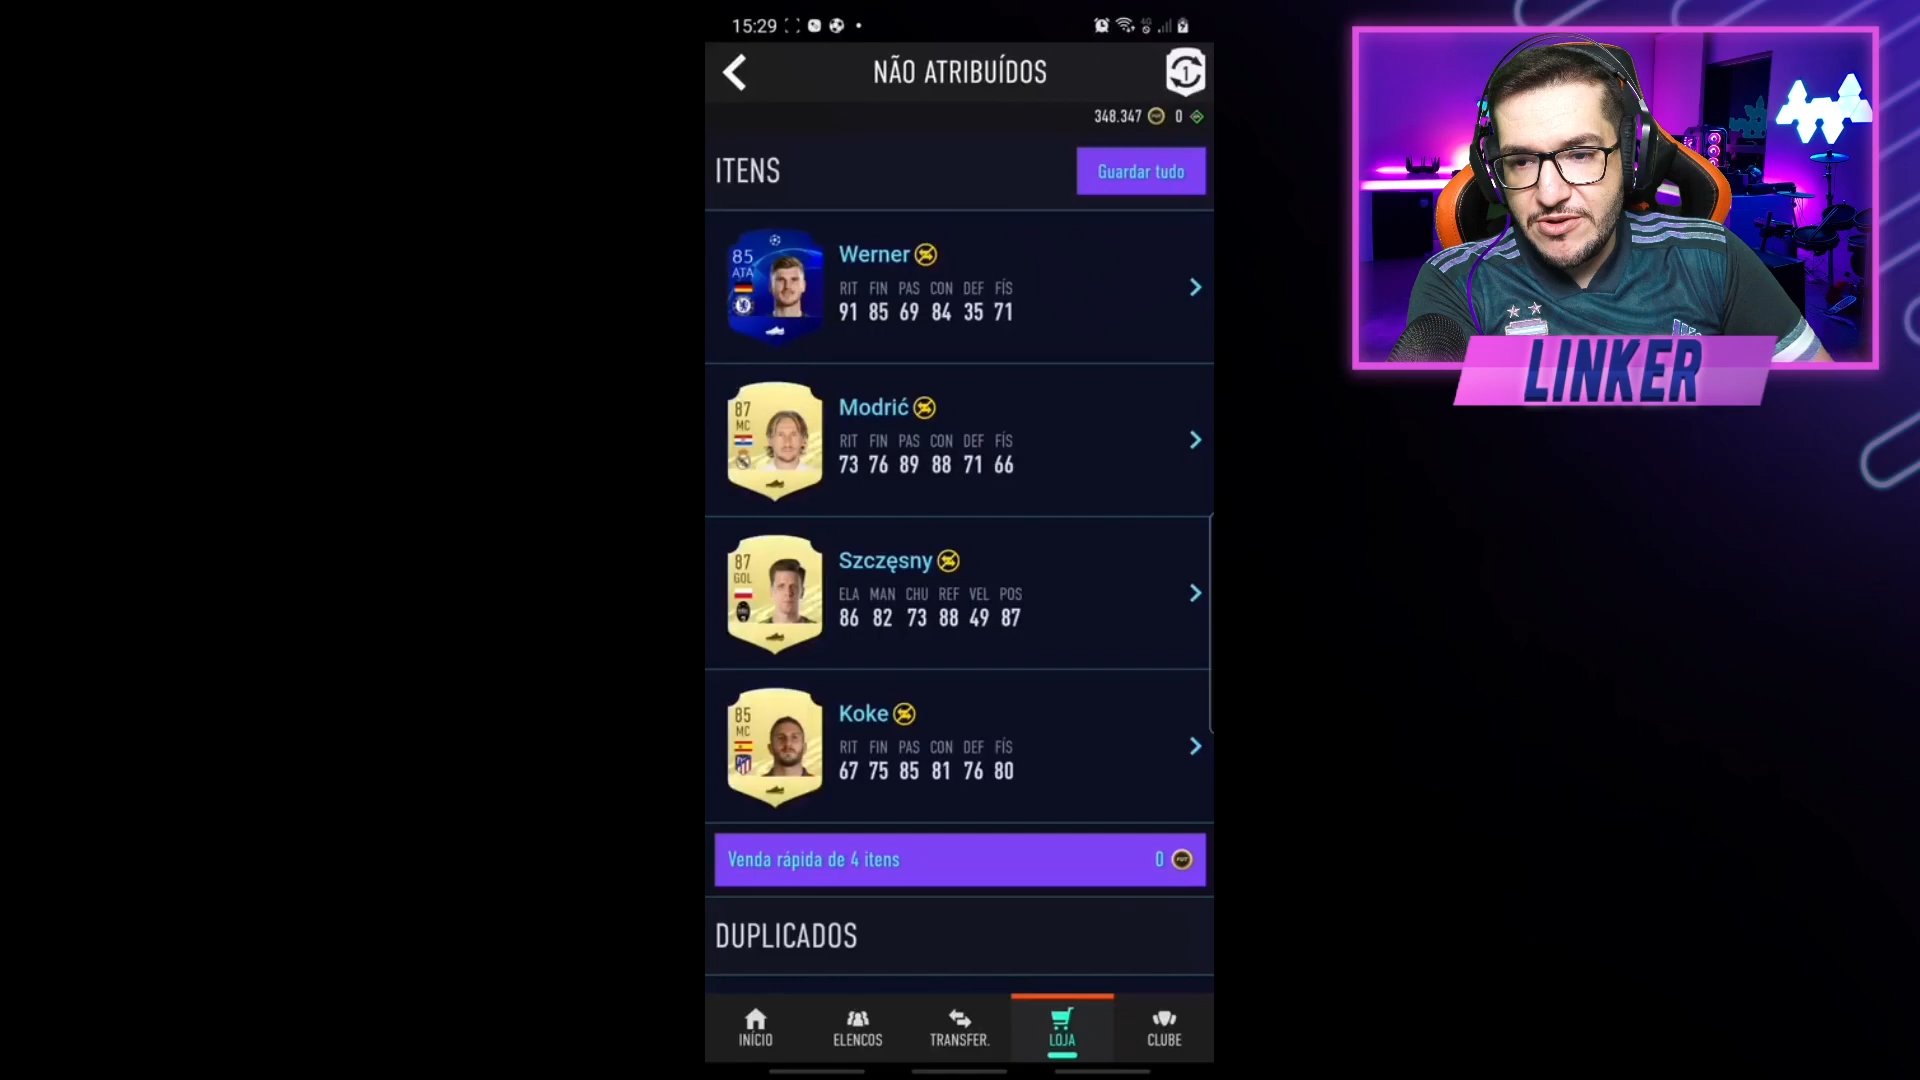 15:29
NÃO ATRIBUÍDOS
1
348.347 0
ITENS
Guardar tudo
85
ATA
Werner
RIT FIN PAS CON DEF FÍS
91 85 69 84 35 71
87
MC
Modrić
RIT FIN PAS CON DEF FÍS
73 76 89 88 71 66
87
GOL
Szczęsny
ELA MAN CHU REF VEL POS
86 82 73 88 49 87
85
MC
Koke
RIT FIN PAS CON DEF FÍS
67 75 85 81 76 80
Venda rápida de 4 itens 0
DUPLICADOS
INÍCIO ELENCOS TRANSFER. LOJA CLUBE
LINKER